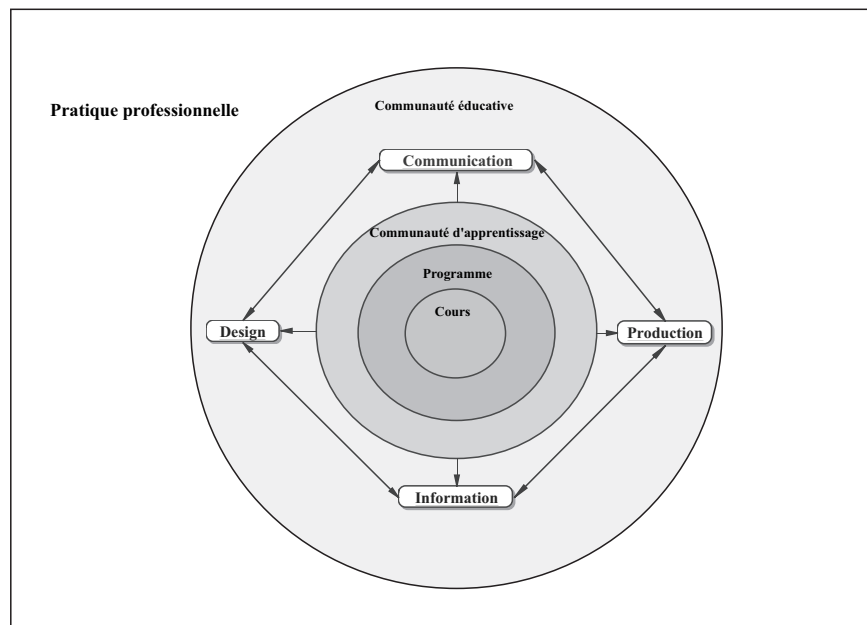 Communauté éducative
Pratique professionnelle
Communication
Communauté d'apprentissage
Programme
Cours
Design
Production
Information